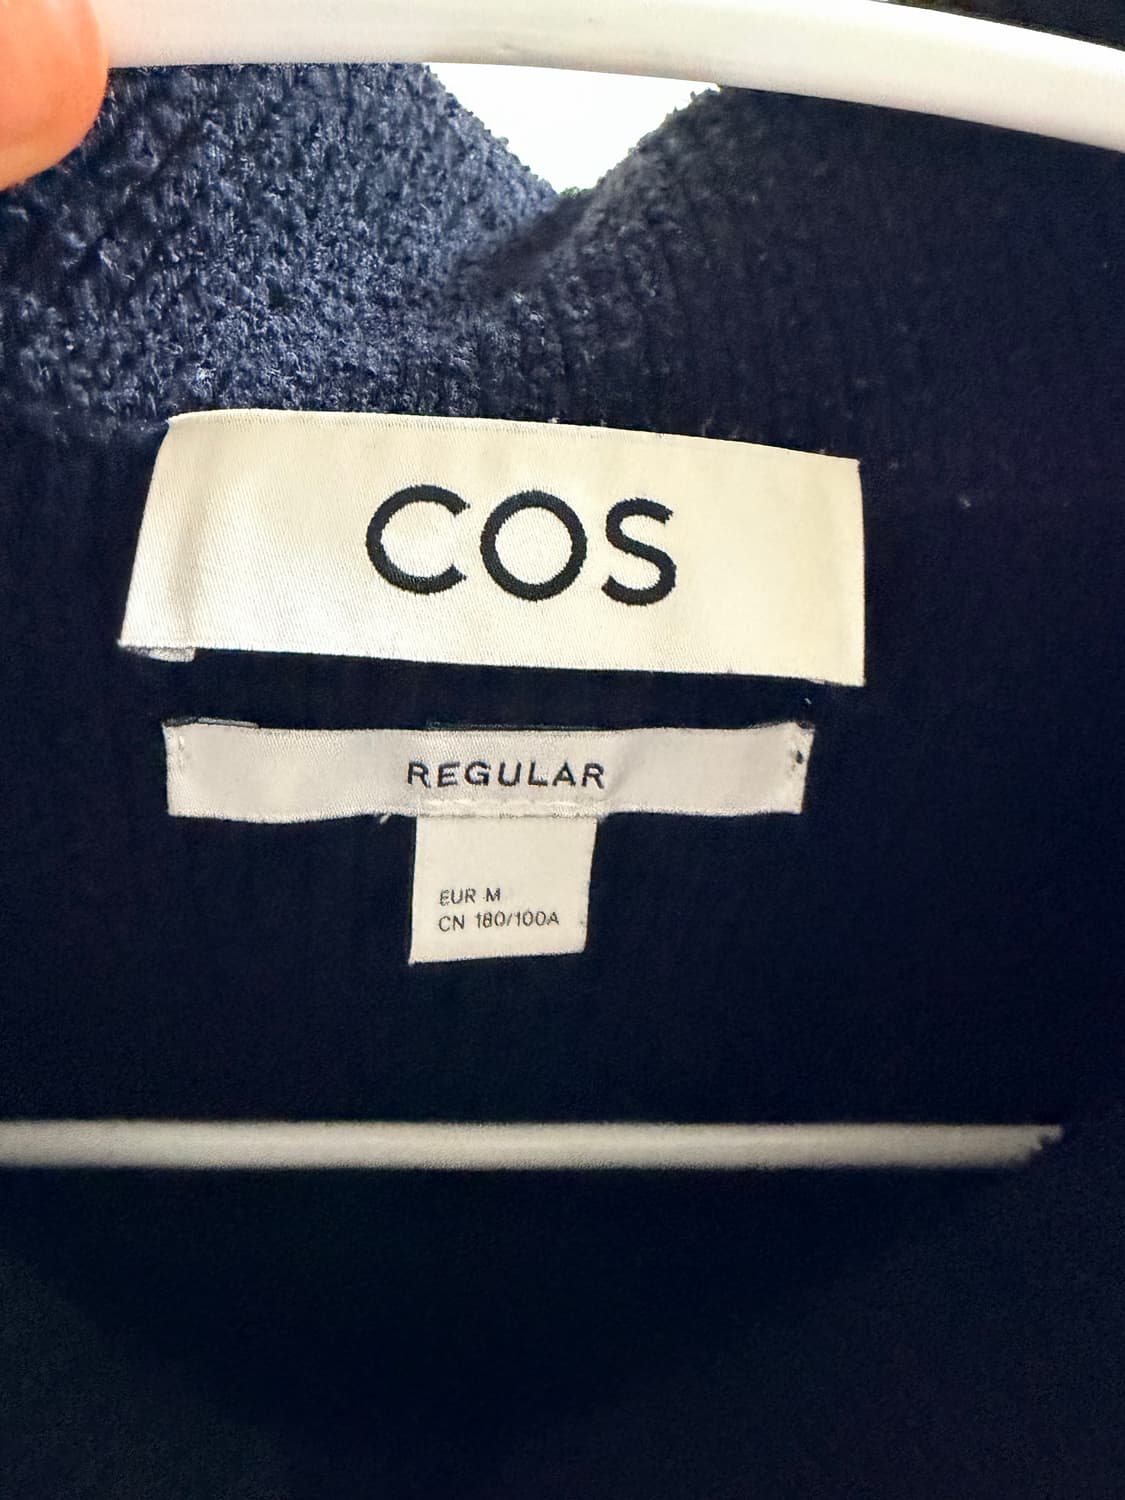 COS
REGULAR
EUR M
CN 180/100A